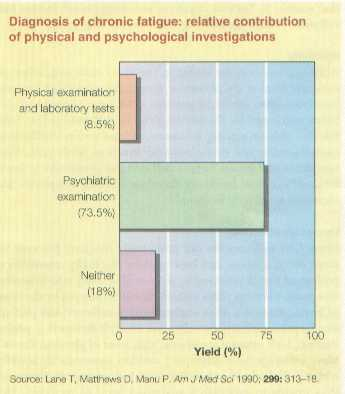 Diagnosis of chronic fatigue: relative contribution
of physical and psychological investigations
Physical examination
and laboratory tests
(8.5%)
Psychiatric
examination
(73.5%)
Neither
(18%)
0 25 50 75 100
Yield (%)
Source: Lane T, Matthews D, Manu P. Am J Med Sci 1990; 299: 313–18.